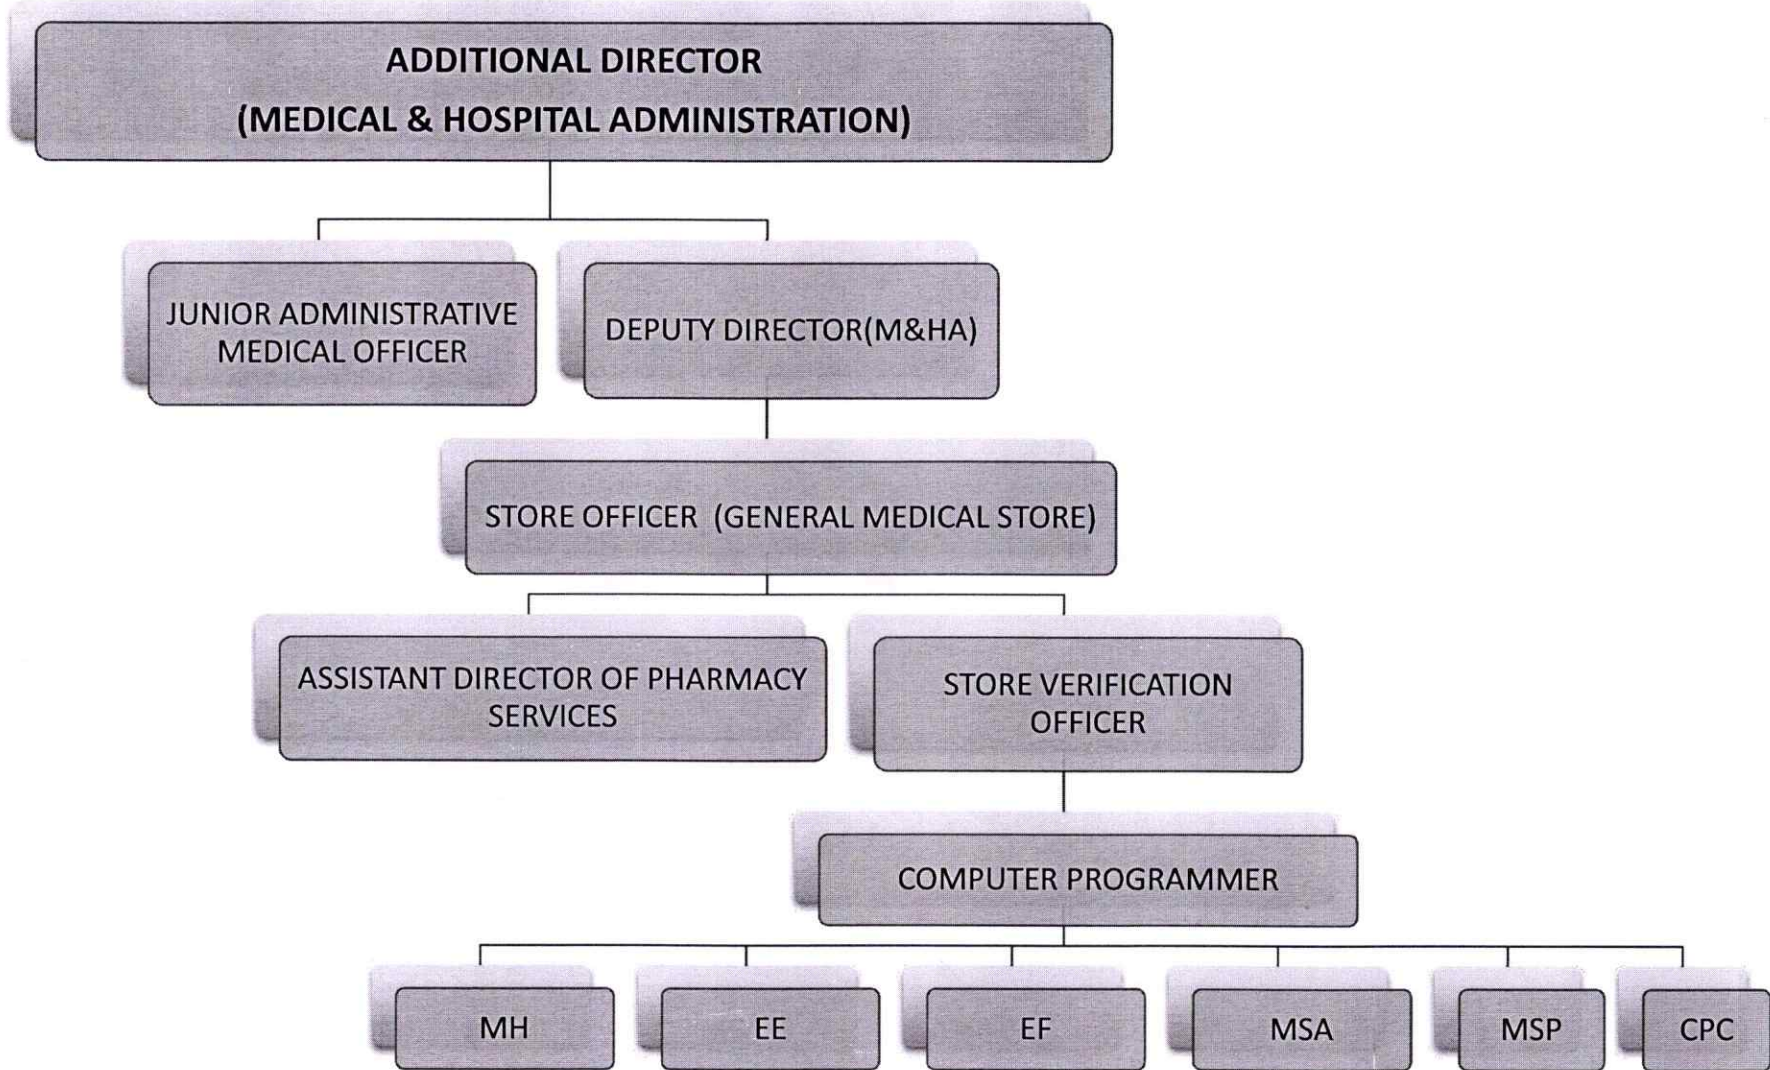 ADDITIONAL DIRECTOR
(MEDICAL & HOSPITAL ADMINISTRATION)
JUNIOR ADMINISTRATIVE
MEDICAL OFFICER
DEPUTY DIRECTOR(M&HA)
STORE OFFICER (GENERAL MEDICAL STORE)
ASSISTANT DIRECTOR OF PHARMACY
SERVICES
STORE VERIFICATION
OFFICER
COMPUTER PROGRAMMER
MH
EE
EF
MSA
MSP
CPC